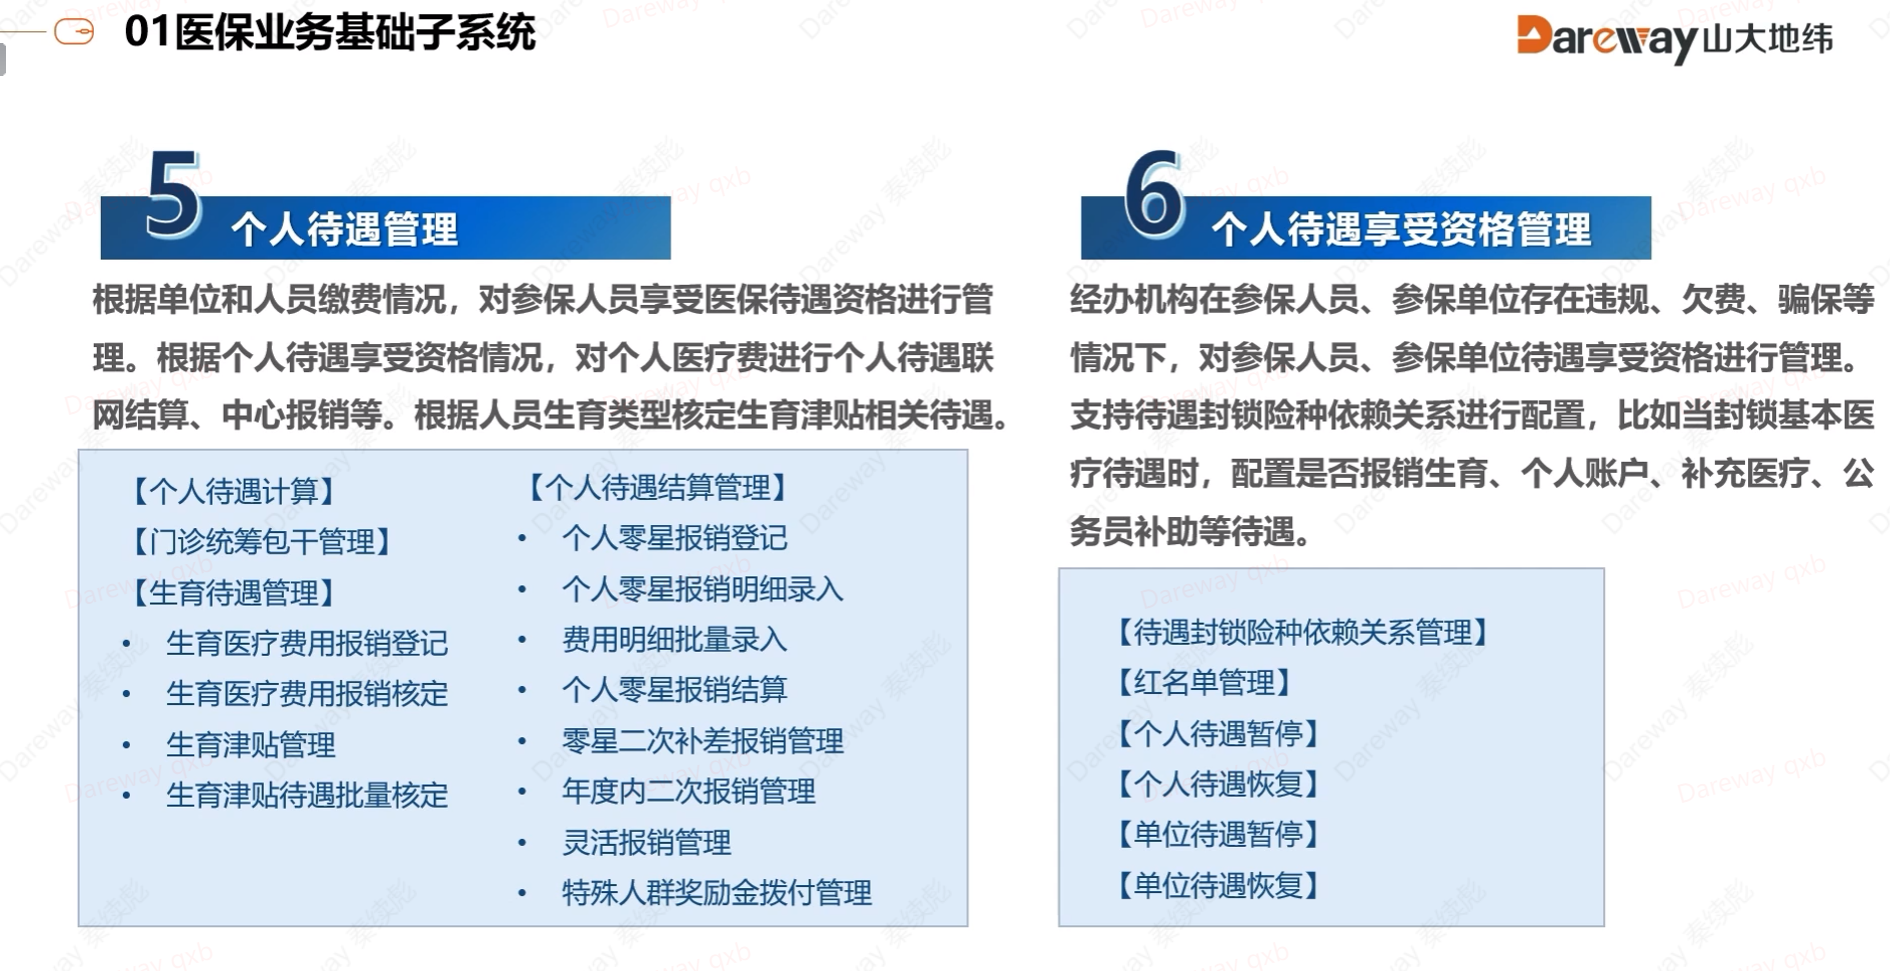 01医保业务基础子系统
Dareway山大地纬
5
个人待遇管理
根据单位和人员缴费情况，对参保人员享受医保待遇资格进行管
理。根据个人待遇享受资格情况，对个人医疗费进行个人待遇联
网结算、中心报销等。根据人员生育类型核定生育津贴相关待遇。
【个人待遇计算】
【门诊统筹包干管理】
【生育待遇管理】
• 生育医疗费用报销登记
• 生育医疗费用报销核定
• 生育津贴管理
• 生育津贴待遇批量核定
【个人待遇结算管理】
• 个人零星报销登记
• 个人零星报销明细录入
• 费用明细批量录入
• 个人零星报销结算
• 零星二次补差报销管理
• 年度内二次报销管理
• 灵活报销管理
• 特殊人群奖励金拨付管理
6
个人待遇享受资格管理
经办机构在参保人员、参保单位存在违规、欠费、骗保等
情况下，对参保人员、参保单位待遇享受资格进行管理。
支持待遇封锁险种依赖关系进行配置，比如当封锁基本医
疗待遇时，配置是否报销生育、个人账户、补充医疗、公
务员补助等待遇。
【待遇封锁险种依赖关系管理】
【红名单管理】
【个人待遇暂停】
【个人待遇恢复】
【单位待遇暂停】
【单位待遇恢复】
Dareway 秦续彪
Dareway qxb